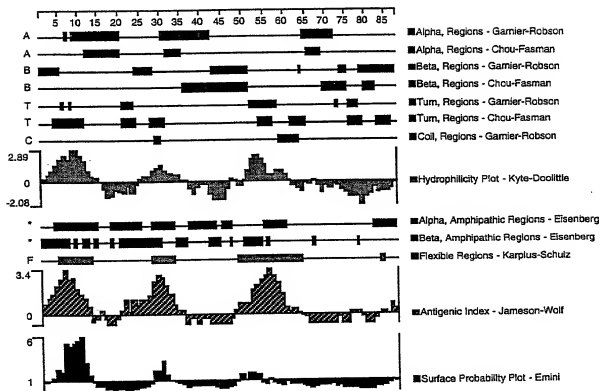 5 10 15 20 25 30 35 40 45 50 55 60 65 70 75 80 85
A Alpha, Regions - Garnier-Robson
A Alpha, Regions - Chou-Fasman
B Beta, Regions - Garnier-Robson
B Beta, Regions - Chou-Fasman
T Turn, Regions - Garnier-Robson
T Turn, Regions - Chou-Fasman
C Coil, Regions - Garnier-Robson
2.89
0 Hydrophilicity Plot - Kyte-Doolittle
-2.08
* Alpha, Amphipathic Regions - Eisenberg
* Beta, Amphipathic Regions - Eisenberg
F Flexible Regions - Karplus-Schulz
3.4
0 Antigenic Index - Jameson-Wolf
6
1 Surface Probability Plot - Emini